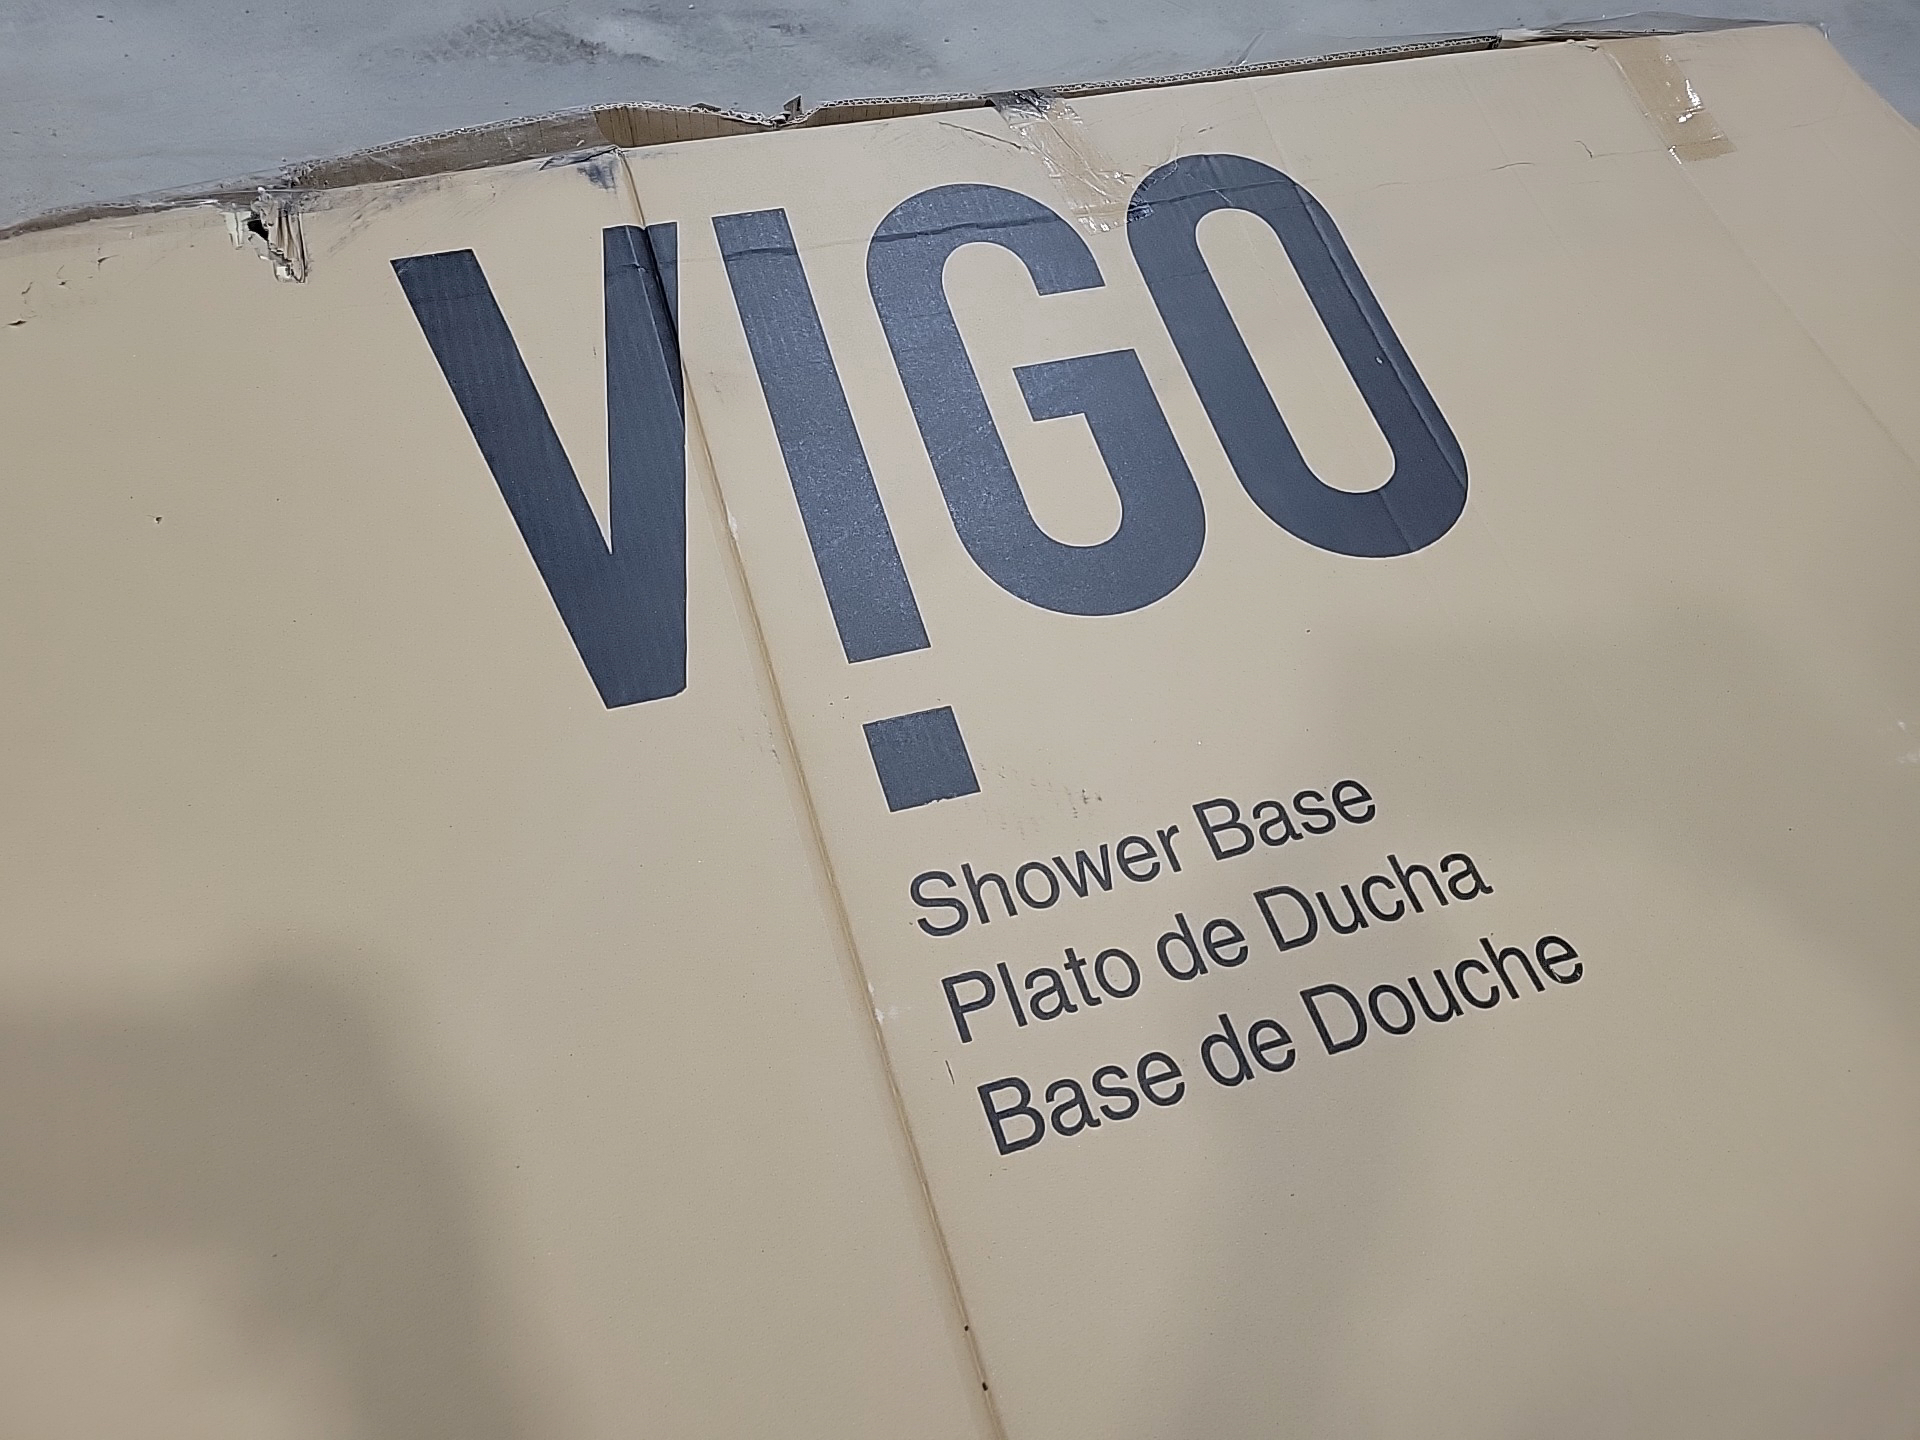 VIGO
Shower Base
Plato de Ducha
Base de Douche